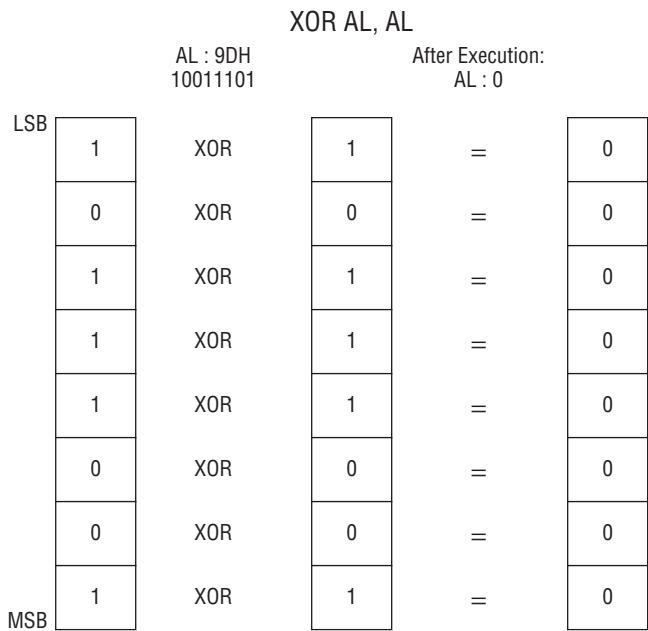 XOR AL, AL
AL : 9DH After Execution:
10011101 AL : 0
LSB
1 XOR 1 = 0
0 XOR 0 = 0
1 XOR 1 = 0
1 XOR 1 = 0
1 XOR 1 = 0
0 XOR 0 = 0
0 XOR 0 = 0
1 XOR 1 = 0
MSB